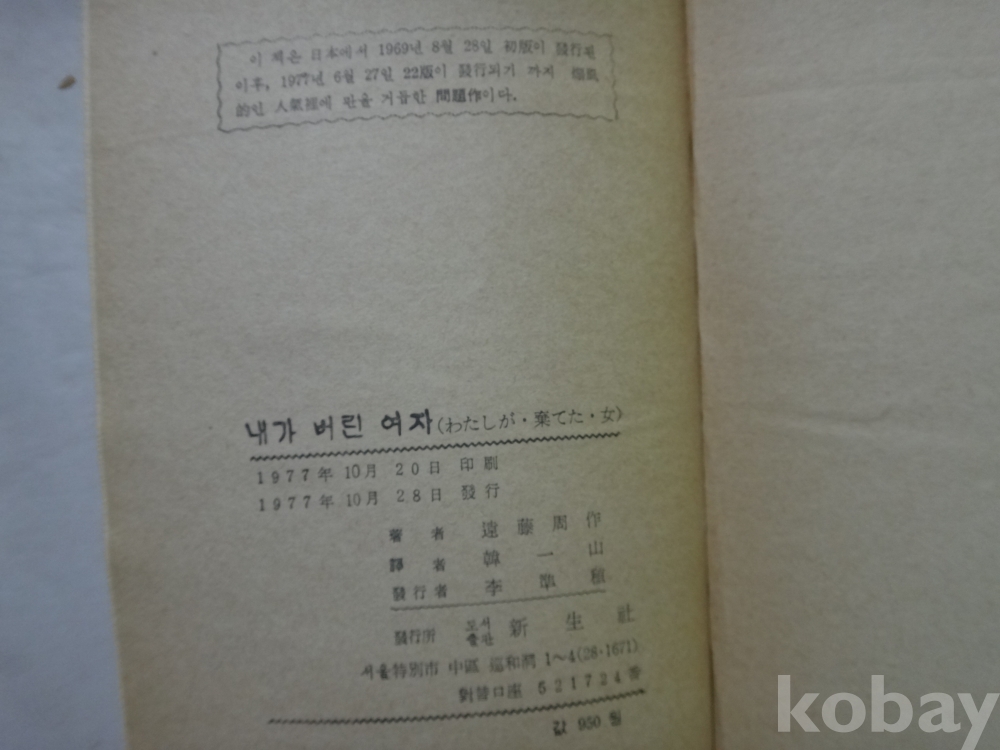 이 책은 日本에서 1969년 8월 28일 初版이 發行된
이후, 1977년 6월 27일 22版이 發行되기 까지
的인 人氣裡에 판을 거듭한 問題作이다.
내가 버린 여자(わたしが・棄てた・女)
1977年 10月 20日 印刷
1977年 10月 28日 發行
著者 遠藤周作
譯者 韓一山
發行者 李
發行所 도서출판 新生社
서울特別市 中區 1~4(28·1671)
對替口座 521724番
값 950원
kobay